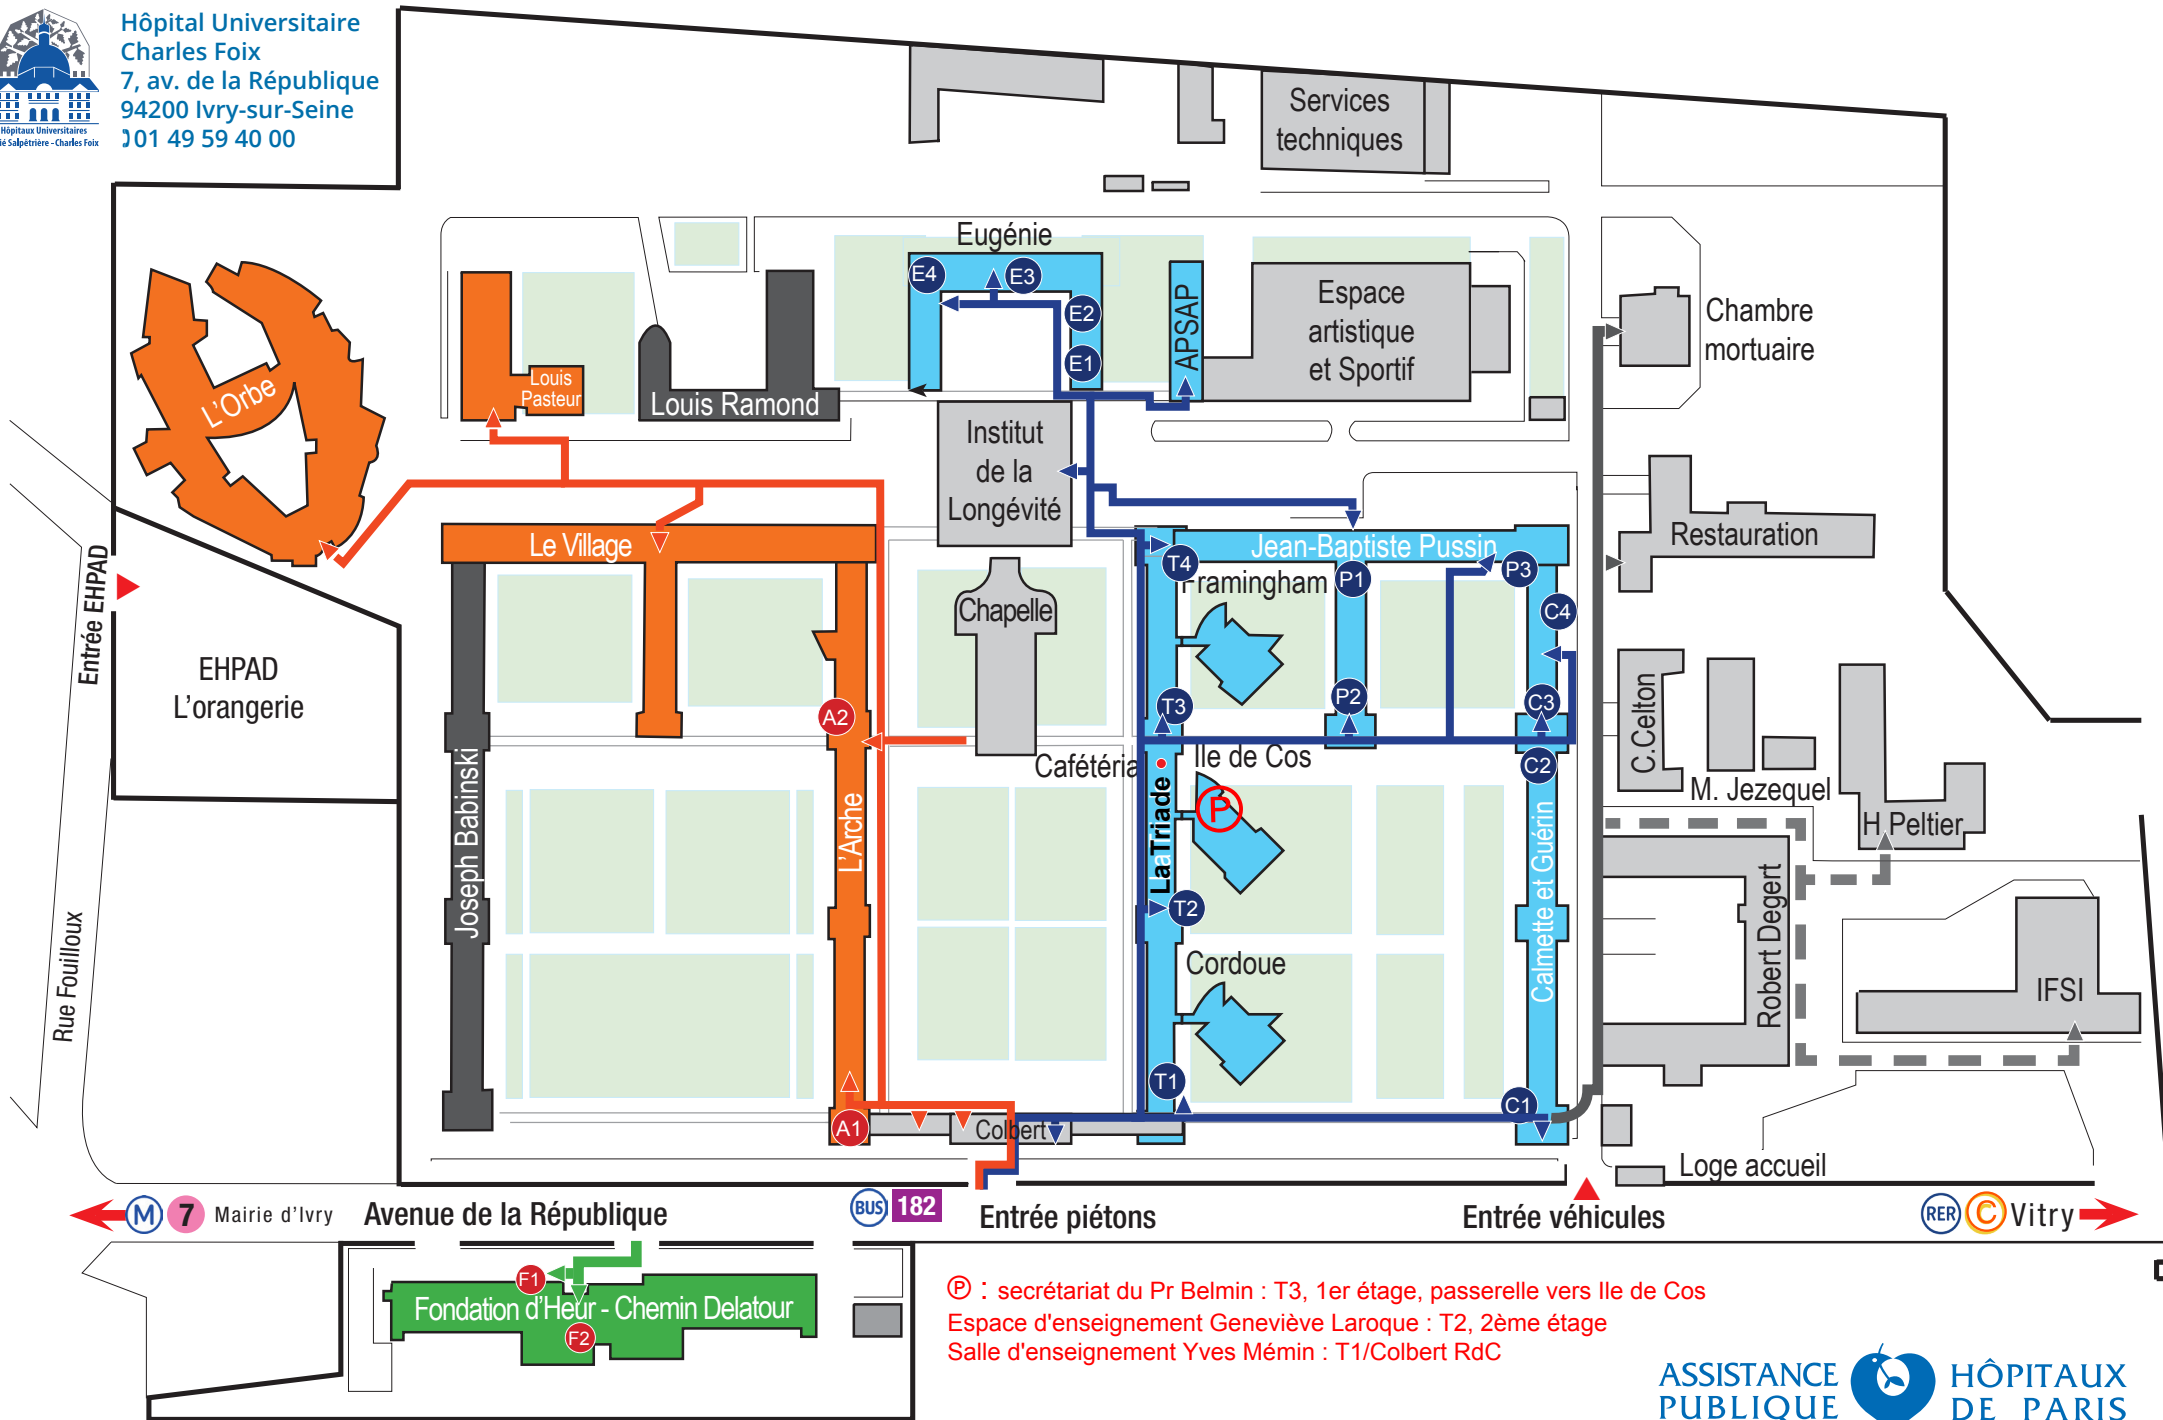 Hôpital Universitaire
Charles Foix
7, av. de la République
94200 Ivry-sur-Seine
01 49 59 40 00
Hôpitaux Universitaires
ié Salpêtrière - Charles Foix
Services
techniques
Eugénie
E4
E3
E2
E1
APSAP
Espace
artistique
et Sportif
Chambre
mortuaire
L'Orbe
Louis
Pasteur
Louis Ramond
Institut
de la
Longévité
Restauration
Le Village
Jean-Baptiste Pussin
T4
Framingham
P1
P3
C4
Chapelle
Entrée EHPAD
EHPAD
L'orangerie
A2
T3
P2
C3
C.Celton
Cafétéria
Ile de Cos
C2
M. Jezequel
P
H.Peltier
Joseph Babinski
L'Arche
LaaTriade
Calmette et Guérin
T2
Robert Degert
Rue Fouilloux
Cordoue
IFSI
T1
C1
A1
Colbert
Loge accueil
M 7 Mairie d'Ivry
Avenue de la République
BUS 182
Entrée piétons
Entrée véhicules
RER C Vitry
F1
Fondation d'Heur - Chemin Delatour
F2
Ⓟ : secrétariat du Pr Belmin : T3, 1er étage, passerelle vers Ile de Cos
Espace d'enseignement Geneviève Laroque : T2, 2ème étage
Salle d'enseignement Yves Mémin : T1/Colbert RdC
ASSISTANCE
PUBLIQUE
HÔPITAUX
DE PARIS